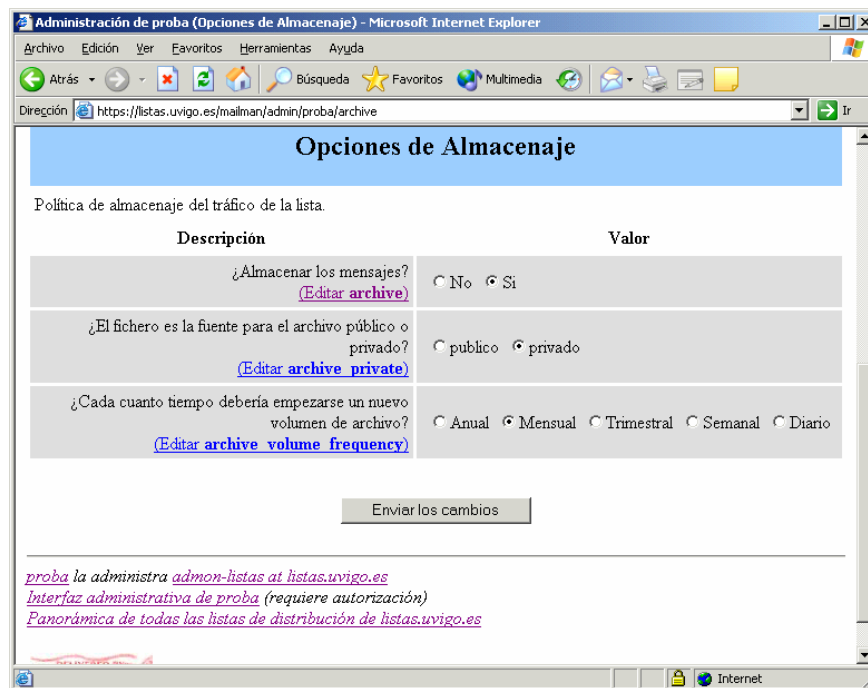 Administración de proba (Opciones de Almacenaje) - Microsoft Internet Explorer
Archivo Edición Ver Favoritos Herramientas Ayuda
Atrás Búsqueda Favoritos Multimedia
Dirección https://listas.uvigo.es/mailman/admin/proba/archive Ir
Opciones de Almacenaje
Política de almacenaje del tráfico de la lista.
Descripción Valor
¿Almacenar los mensajes?
(Editar archive)
No Si
¿El fichero es la fuente para el archivo público o
privado?
(Editar archive_private)
publico privado
¿Cada cuanto tiempo debería empezarse un nuevo
volumen de archivo?
(Editar archive_volume_frequency)
Anual Mensual Trimestral Semanal Diario
Enviar los cambios
proba la administra admon-listas at listas.uvigo.es
Interfaz administrativa de proba (requiere autorización)
Panorámica de todas las listas de distribución de listas.uvigo.es
Internet